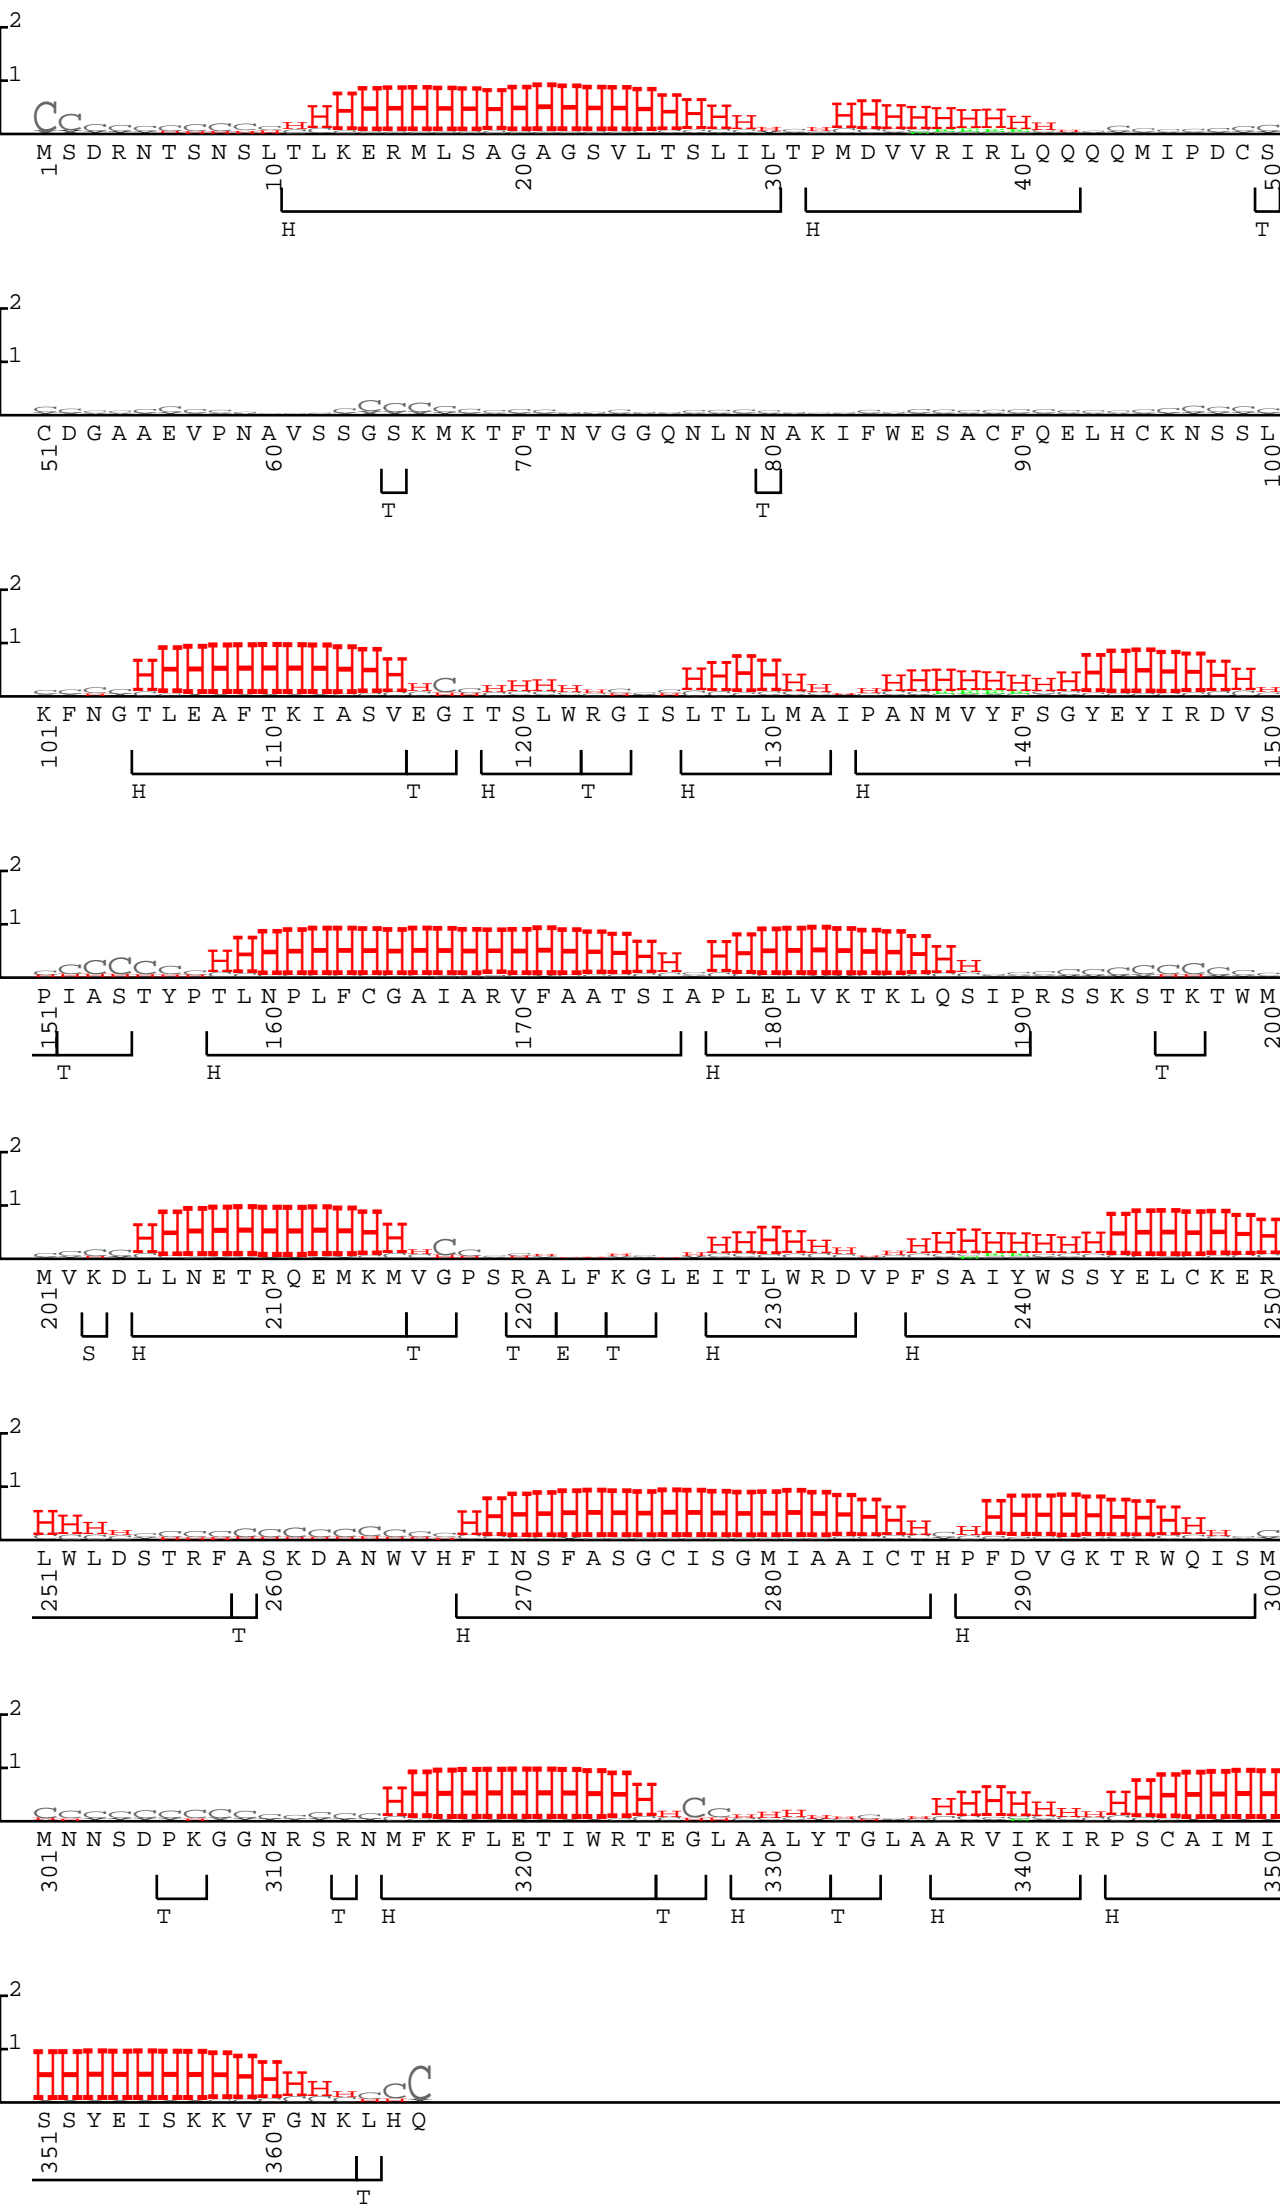 2
1
CCCCCCCCCCHHHHHHHHHHHHHHHHHHHHHCHHHHHHHHHHHCCCCCCCC
M S D R N T S N S L T L K E R M L S A G A G S V L T S L I L T P M D V V R I R L Q Q Q Q M I P D C S
1 10 20 30 40 50
H H T
2
1
C D G A A E V P N A V S S G S K M K T F T N V G G Q N L N N A K I F W E S A C F Q E L H C K N S S L
51 60 70 80 90 100
T T
2
1
K F N G T L E A F T K I A S V E G I T S L W R G I S L T L L M A I P A N M V Y F S G Y E Y I R D V S
101 110 120 130 140 150
H T H T H H
2
1
P I A S T Y P T L N P L F C G A I A R V F A A T S I A P L E L V K T K L Q S I P R S S K S T K T W M
151 160 170 180 190 200
T H H T
2
1
M V K D L L N E T R Q E M K M V G P S R A L F K G L E I T L W R D V P F S A I Y W S S Y E L C K E R
201 210 220 230 240 250
S H T T E T H H
2
1
L W L D S T R F A S K D A N W V H F I N S F A S G C I S G M I A A I C T H P F D V G K T R W Q I S M
251 260 270 280 290 300
T H H
2
1
M N N S D P K G G N R S R N M F K F L E T I W R T E G L A A L Y T G L A A R V I K I R P S C A I M I
301 310 320 330 340 350
T T H T H T H H
2
1
S S Y E I S K K V F G N K L H Q
351 360
T